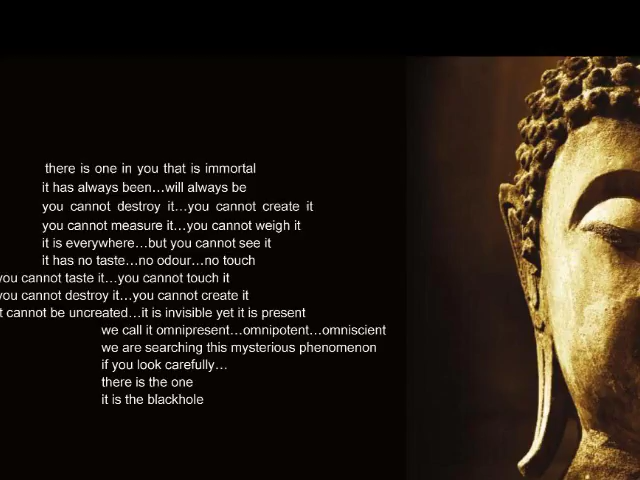 there is one in you that is immortal
it has always been...will always be
you cannot destroy it...you cannot create it
you cannot measure it...you cannot weigh it
it is everywhere...but you cannot see it
it has no taste...no odour...no touch
you cannot taste it...you cannot touch it
you cannot destroy it...you cannot create it
t cannot be uncreated...it is invisible yet it is present
we call it omnipresent...omnipotent...omniscient
we are searching this mysterious phenomenon
if you look carefully...
there is the one
it is the blackhole